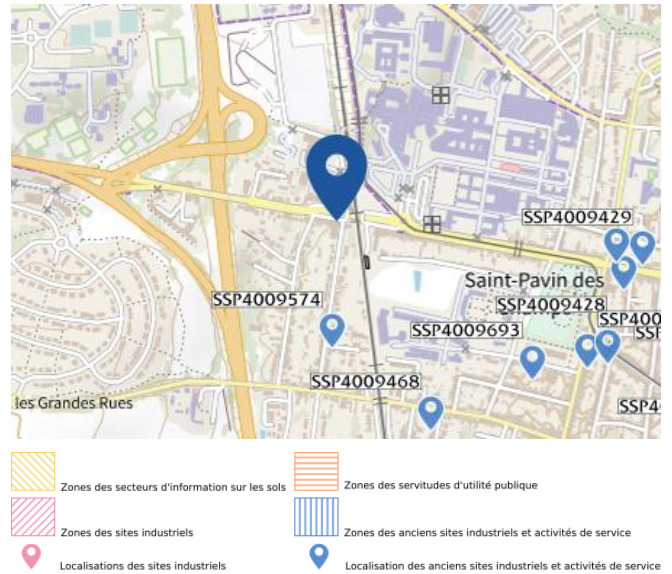 SSP4009429
Saint-Pavin des
SSP4009574
SSP4009428
SSP4009693
SSP4009468
les Grandes Rues
Zones des secteurs d'information sur les sols
Zones des servitudes d'utilité publique
Zones des sites industriels
Zones des anciens sites industriels et activités de service
Localisations des sites industriels
Localisation des anciens sites industriels et activités de service